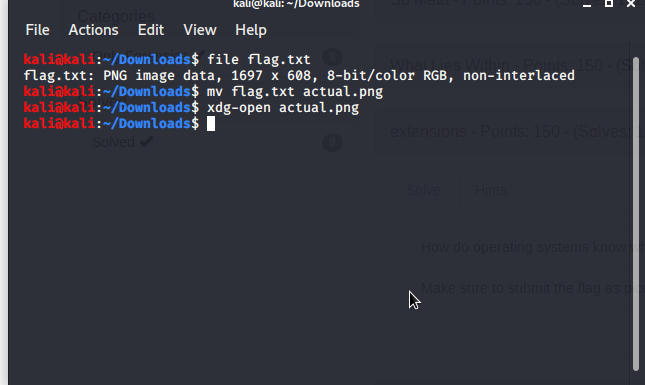 kali@kali: ~/Downloads
File Actions Edit View Help
kali@kali:~/Downloads$ file flag.txt
flag.txt: PNG image data, 1697 x 608, 8-bit/color RGB, non-interlaced
kali@kali:~/Downloads$ mv flag.txt actual.png
kali@kali:~/Downloads$ xdg-open actual.png
kali@kali:~/Downloads$
Categories
Solved ✔
What Lies Within - Points: 150 - (S
extensions - Points: 150 - (Solves:
Solve Hints
How do operating systems know
Make sure to submit the flag as